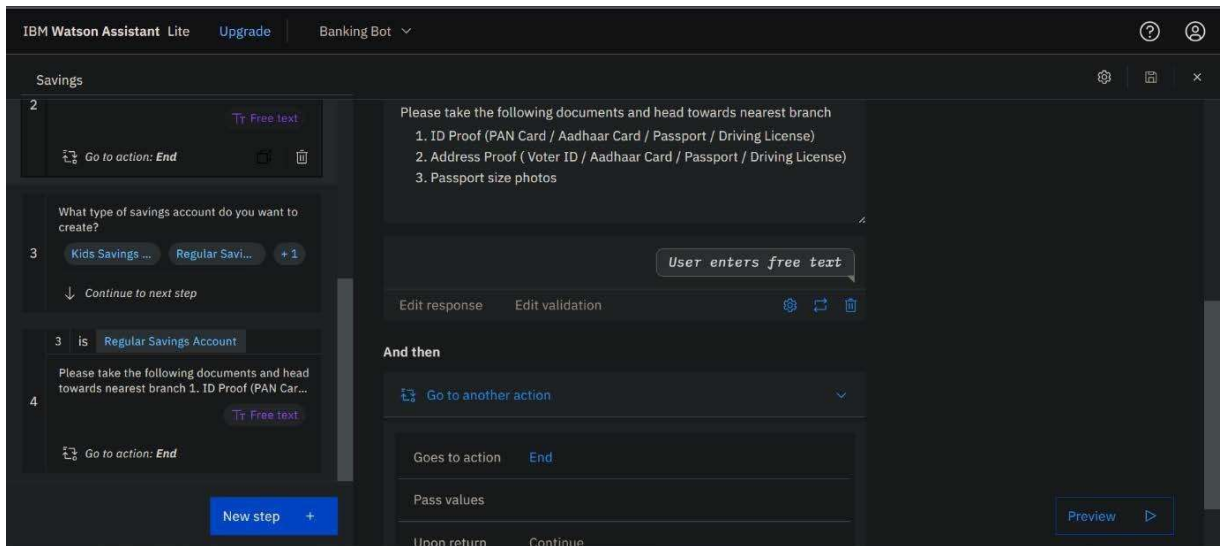 IBM Watson Assistant Lite Upgrade Banking Bot
Savings
2
Free text
Go to action: End
What type of savings account do you want to
create?
3
Kids Savings ... Regular Savi... + 1
Continue to next step
3 is Regular Savings Account
Please take the following documents and head
towards nearest branch 1. ID Proof (PAN Car...
4
Free text
Go to action: End
New step +
Please take the following documents and head towards nearest branch
1. ID Proof (PAN Card / Aadhaar Card / Passport / Driving License)
2. Address Proof ( Voter ID / Aadhaar Card / Passport / Driving License)
3. Passport size photos
User enters free text
Edit response Edit validation
And then
Go to another action
Goes to action End
Pass values
Upon return Continue
Preview